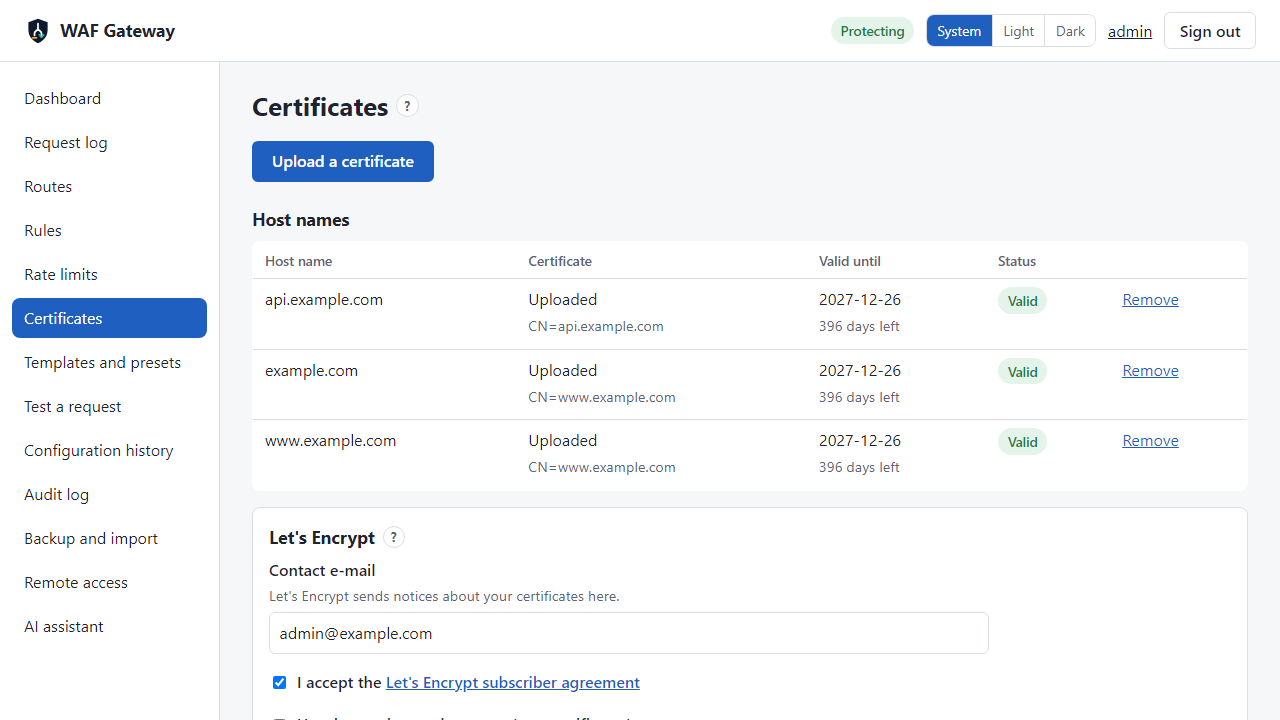 WAF Gateway
Protecting
System
Light
Dark
admin
Sign out
Dashboard
Request log
Routes
Rules
Rate limits
Certificates
Templates and presets
Test a request
Configuration history
Audit log
Backup and import
Remote access
AI assistant
Certificates ?
Upload a certificate
Host names
Host name Certificate Valid until Status
api.example.com Uploaded 2027-12-26 Valid Remove
CN=api.example.com 396 days left
example.com Uploaded 2027-12-26 Valid Remove
CN=www.example.com 396 days left
www.example.com Uploaded 2027-12-26 Valid Remove
CN=www.example.com 396 days left
Let's Encrypt ?
Contact e-mail
Let's Encrypt sends notices about your certificates here.
admin@example.com
I accept the Let's Encrypt subscriber agreement